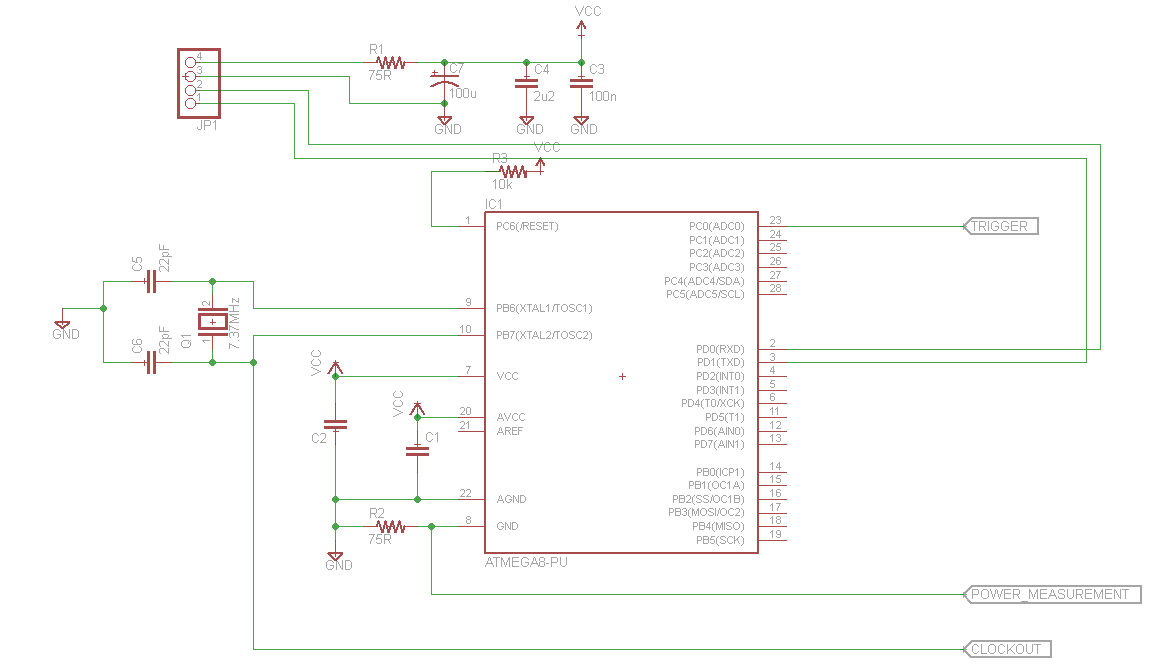 VCC
R1
75R
4
3
2
1
JP1
C7
100u
C4
2u2
C3
100n
GND
GND
GND
VCC
R3
10k
IC1
1 PC6(/RESET)
9 PB6(XTAL1/TOSC1)
10 PB7(XTAL2/TOSC2)
7 VCC
20 AVCC
21 AREF
22 AGND
8 GND
PC0(ADC0) 23
PC1(ADC1) 24
PC2(ADC2) 25
PC3(ADC3) 26
PC4(ADC4/SDA) 27
PC5(ADC5/SCL) 28
PD0(RXD) 2
PD1(TXD) 3
PD2(INT0) 4
PD3(INT1) 5
PD4(T0/XCK) 6
PD5(T1) 11
PD6(AIN0) 12
PD7(AIN1) 13
PB0(ICP1) 14
PB1(OC1A) 15
PB2(SS/OC1B) 16
PB3(MOSI/OC2) 17
PB4(MISO) 18
PB5(SCK) 19
ATMEGA8-PU
TRIGGER
C5
22pF
C6
22pF
GND
2
1
Q1
7.37MHz
VCC
C2
VCC
C1
R2
75R
GND
POWER_MEASUREMENT
CLOCKOUT